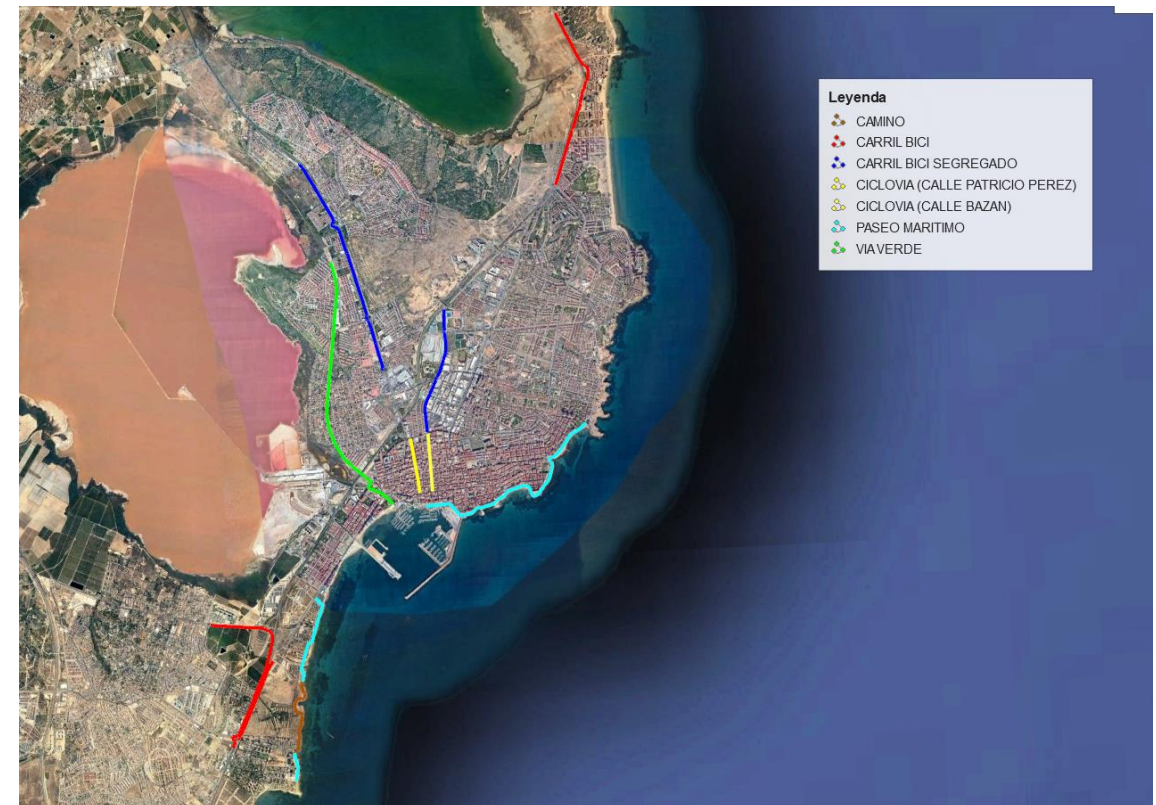 Leyenda
CAMINO
CARRIL BICI
CARRIL BICI SEGREGADO
CICLOVIA (CALLE PATRICIO PEREZ)
CICLOVIA (CALLE BAZAN)
PASEO MARITIMO
VIA VERDE